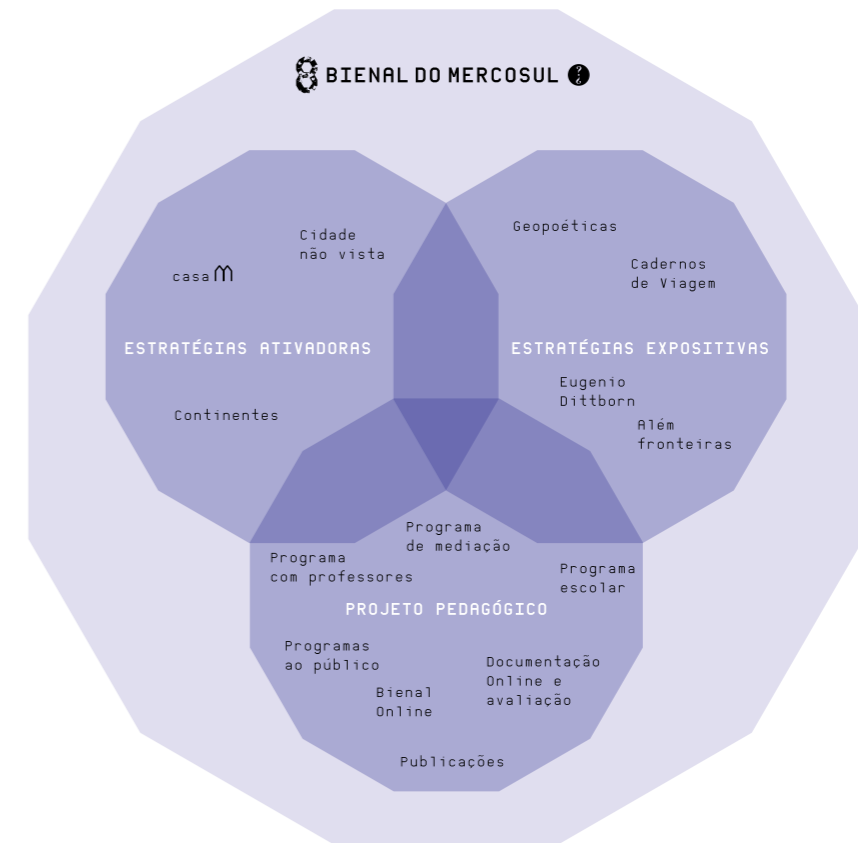 8 BIENAL DO MERCOSUL
Cidade
não vista
casa M
ESTRATÉGIAS ATIVADORAS
Continentes
Geopoéticas
Cadernos
de Viagem
ESTRATÉGIAS EXPOSITIVAS
Eugenio
Dittborn
Além
fronteiras
Programa
de mediação
Programa
com professores
Programa
escolar
PROJETO PEDAGÓGICO
Programas
ao público
Documentação
Online e
avaliação
Bienal
Online
Publicações